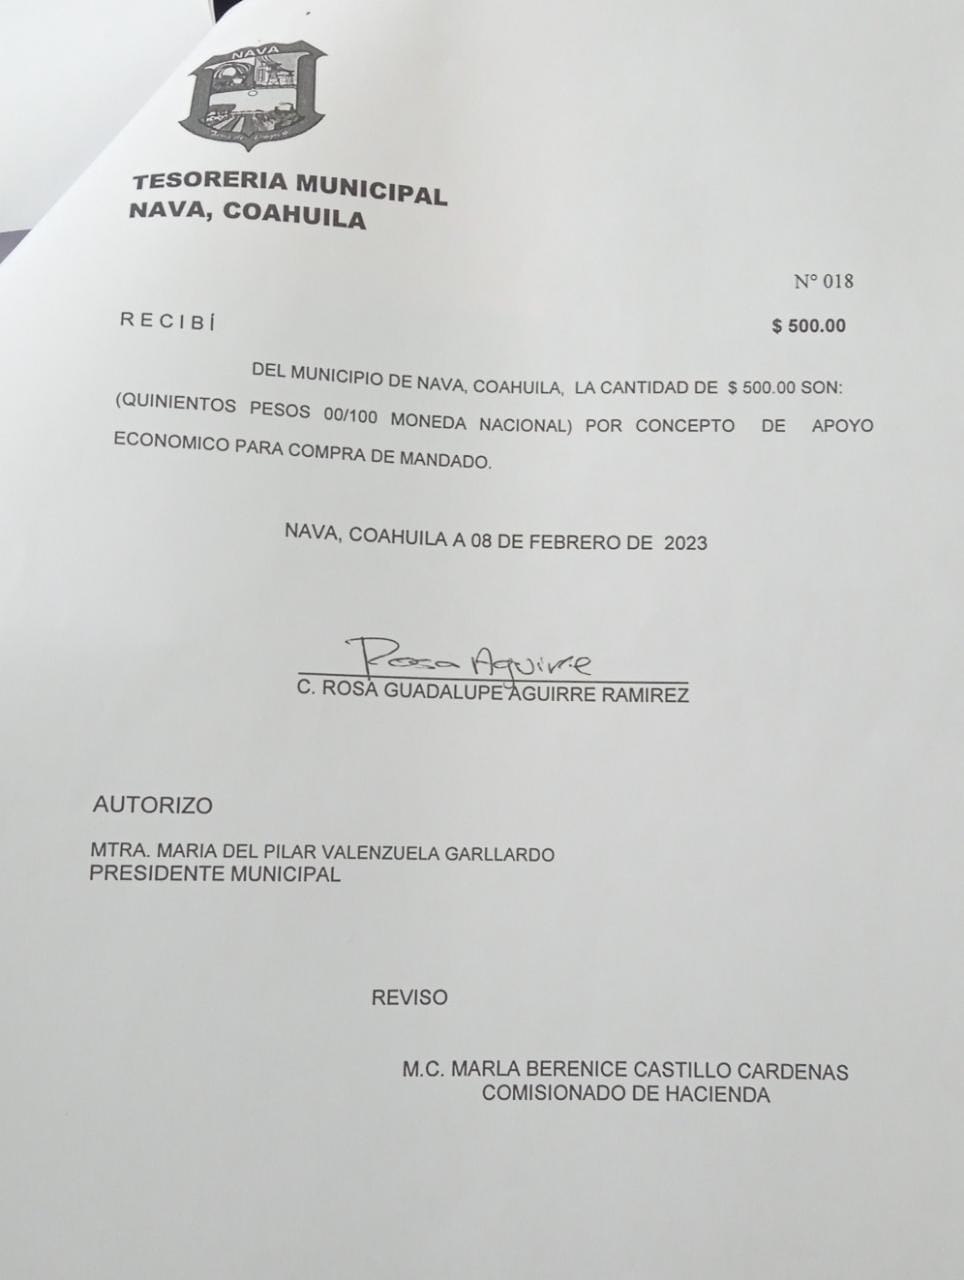 NAVA
TESORERIA MUNICIPAL
NAVA, COAHUILA
N° 018
RECIBÍ
$ 500.00
DEL MUNICIPIO DE NAVA, COAHUILA, LA CANTIDAD DE $ 500.00 SON:
(QUINIENTOS PESOS 00/100 MONEDA NACIONAL) POR CONCEPTO DE APOYO
ECONOMICO PARA COMPRA DE MANDADO.
NAVA, COAHUILA A 08 DE FEBRERO DE 2023
Rosa Aguirre
C. ROSA GUADALUPE AGUIRRE RAMIREZ
AUTORIZO
MTRA. MARIA DEL PILAR VALENZUELA GARLLARDO
PRESIDENTE MUNICIPAL
REVISO
M.C. MARLA BERENICE CASTILLO CARDENAS
COMISIONADO DE HACIENDA